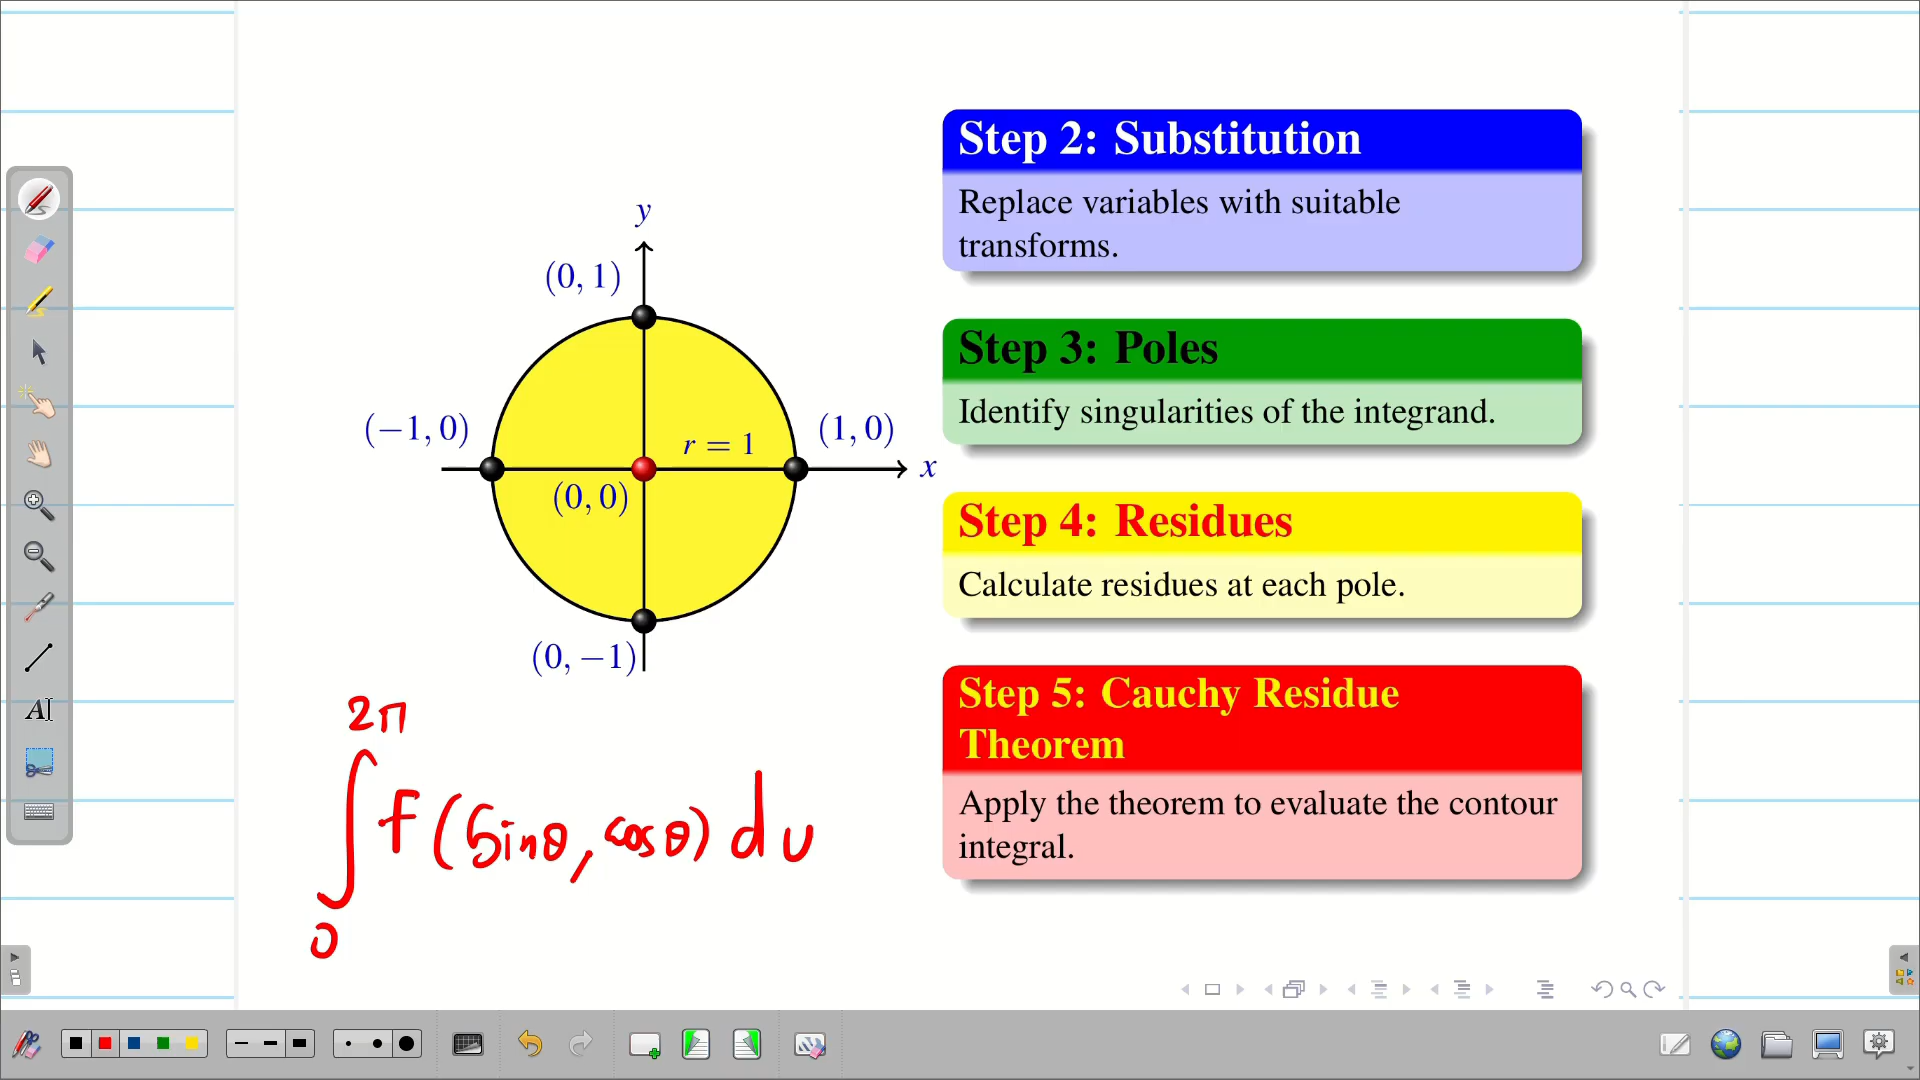 y
(0, 1)
(−1, 0)
r = 1
(1, 0)
x
(0, 0)
(0, −1)
2π
∫ f (sinθ, cosθ) d
0
Step 2: Substitution
Replace variables with suitable
transforms.
Step 3: Poles
Identify singularities of the integrand.
Step 4: Residues
Calculate residues at each pole.
Step 5: Cauchy Residue
Theorem
Apply the theorem to evaluate the contour
integral.